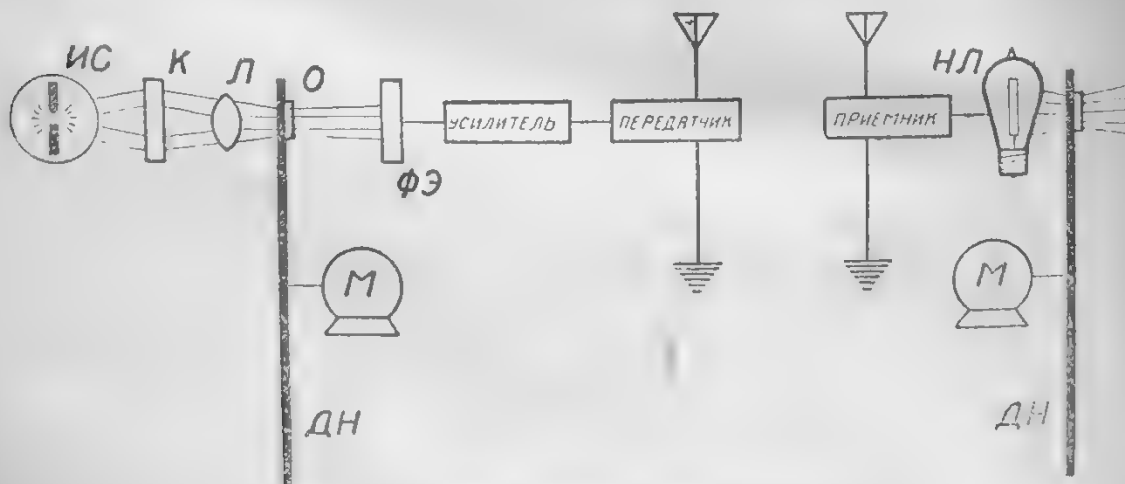 ИС
К
Л
О
ФЭ
УСИЛИТЕЛЬ
ПЕРЕДАТЧИК
ПРИЕМНИК
НЛ
М
М
ДН
ДН